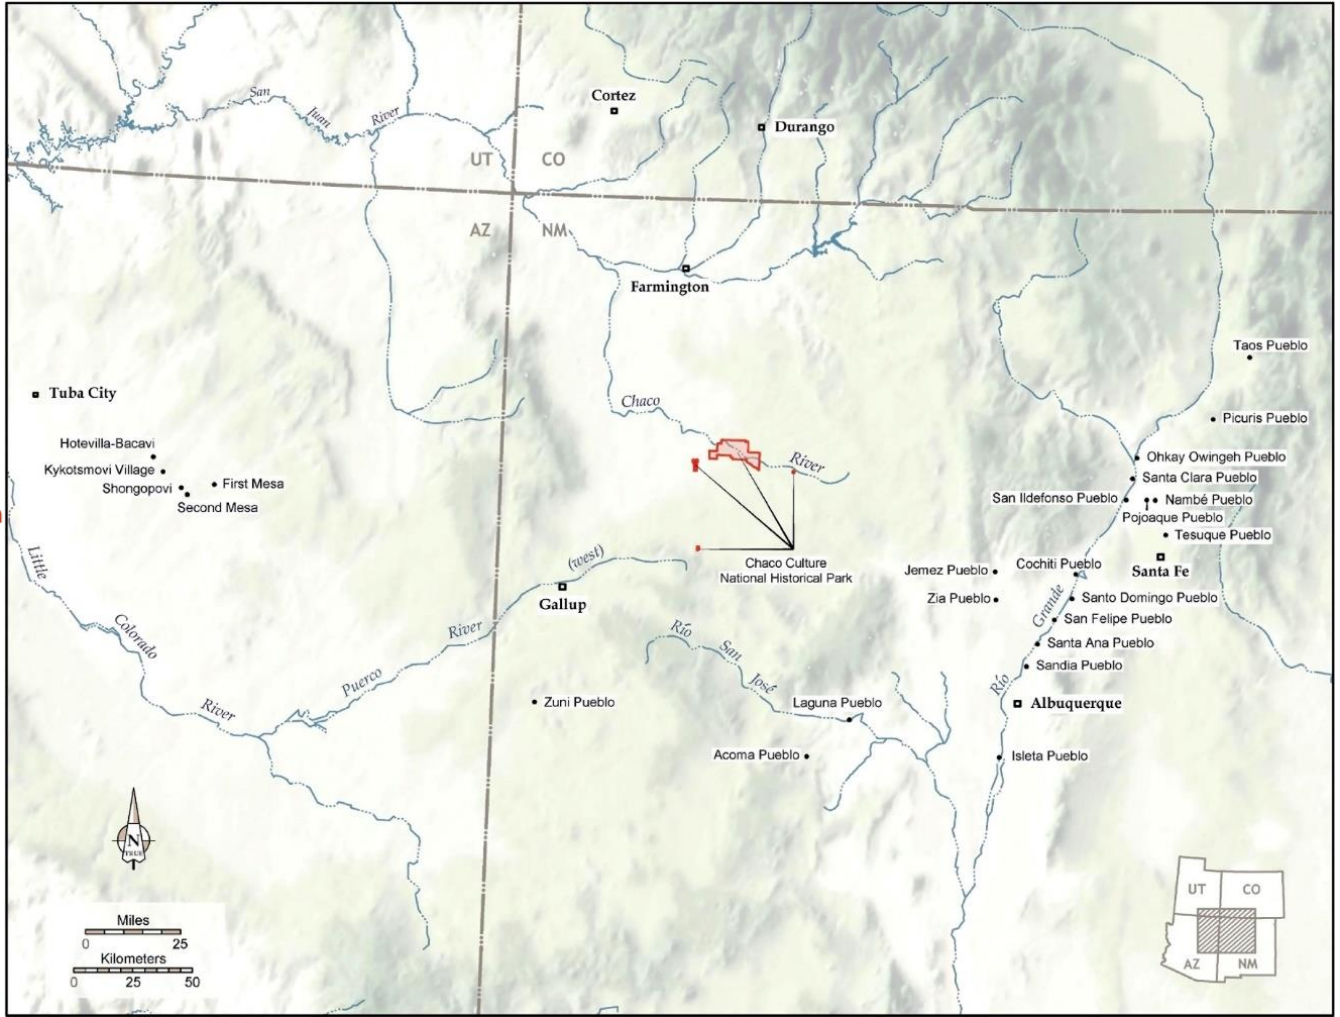 San
Juan
River
Cortez
Durango
UT
CO
AZ
NM
Farmington
Taos Pueblo
Tuba City
Chaco
River
Picuris Pueblo
Hotevilla-Bacavi
Kykotsmovi Village
Shongopovi
First Mesa
Second Mesa
Ohkay Owingeh Pueblo
Santa Clara Pueblo
San Ildefonso Pueblo
Nambé Pueblo
Pojoaque Pueblo
Tesuque Pueblo
Santa Fe
Chaco Culture
National Historical Park
Little
Colorado
River
Puerco
River
(west)
Gallup
Jemez Pueblo
Cochiti Pueblo
Zia Pueblo
Santo Domingo Pueblo
San Felipe Pueblo
Santa Ana Pueblo
Sandia Pueblo
Río
Grande
Albuquerque
Río
San
José
Zuni Pueblo
Laguna Pueblo
Acoma Pueblo
Isleta Pueblo
N
TRUE
Miles
0 25
Kilometers
0 25 50
UT CO
AZ NM